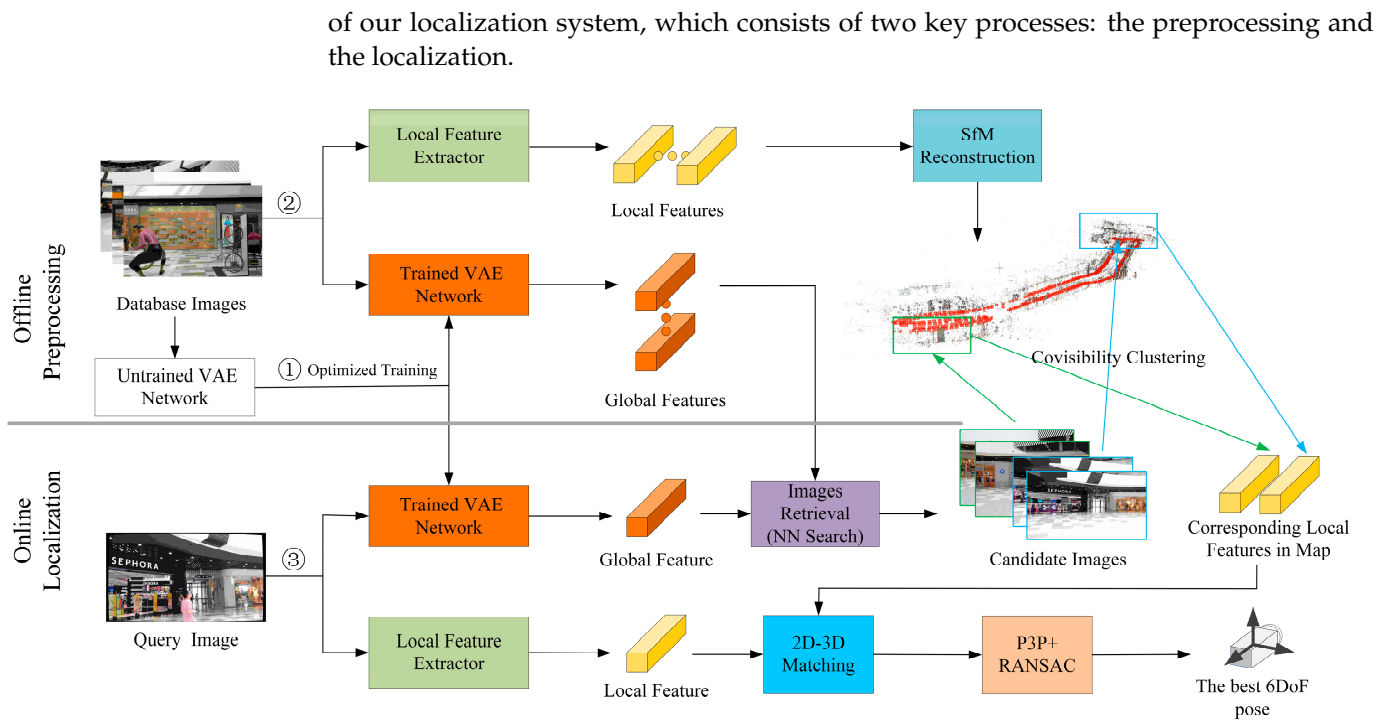 of our localization system, which consists of two key processes: the preprocessing and
the localization.
Offline
Preprocessing
Database Images
Untrained VAE
Network
① Optimized Training
②
Local Feature
Extractor
Local Features
SfM
Reconstruction
Trained VAE
Network
Global Features
Covisibility Clustering
Online
Localization
SEPHORA
Query Image
③
Trained VAE
Network
Global Feature
Images
Retrieval
(NN Search)
SEPHORA
Candidate Images
Corresponding Local
Features in Map
Local Feature
Extractor
Local Feature
2D-3D
Matching
P3P+
RANSAC
The best 6DoF
pose